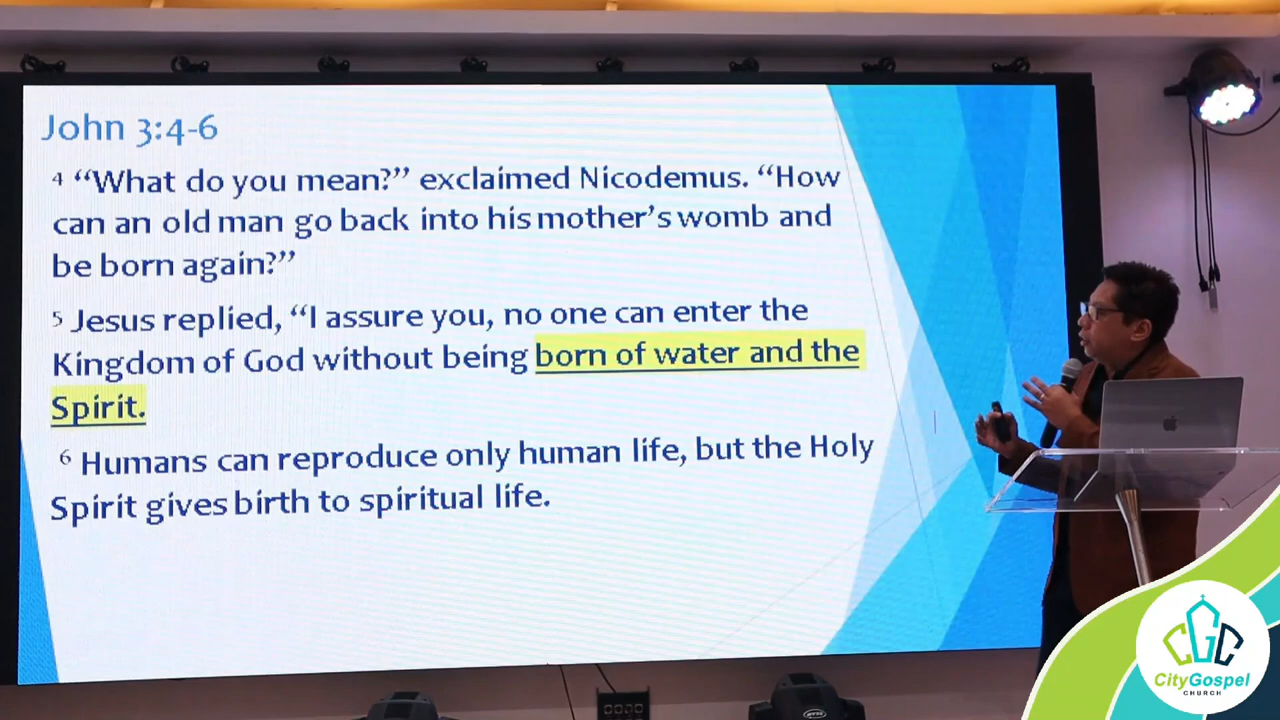 John 3:4-6
4 “What do you mean?” exclaimed Nicodemus. “How
can an old man go back into his mother’s womb and
be born again?”
5 Jesus replied, “I assure you, no one can enter the
Kingdom of God without being born of water and the
Spirit.
6 Humans can reproduce only human life, but the Holy
Spirit gives birth to spiritual life.
CGC
CityGospel
CHURCH